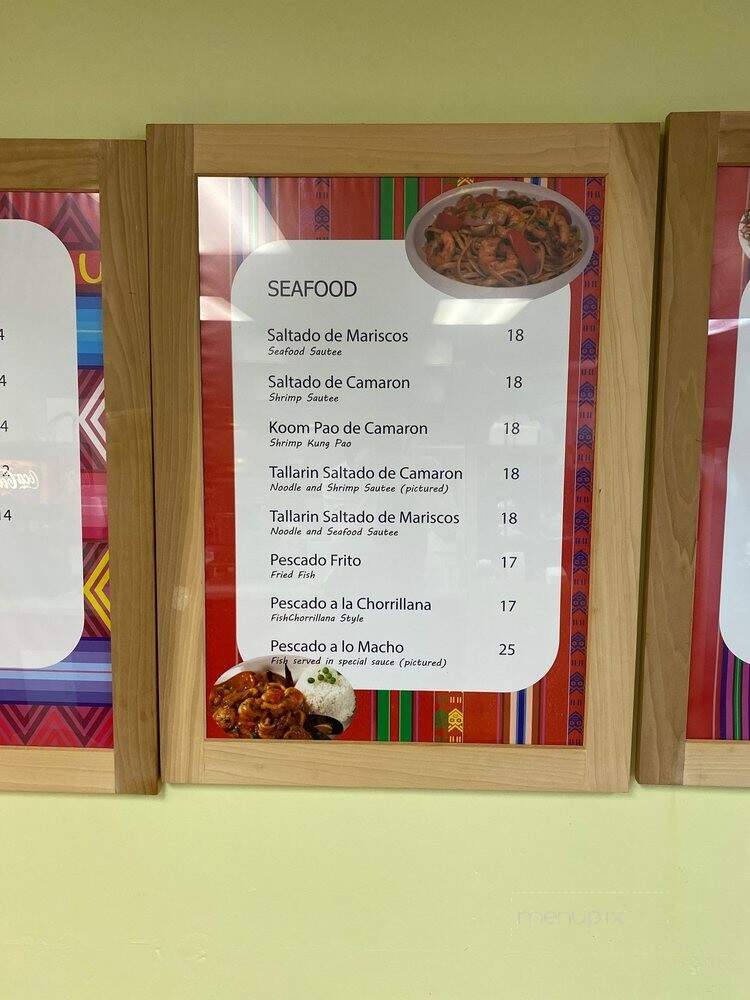 SEAFOOD
Saltado de Mariscos 18
Seafood Sautee
Saltado de Camaron 18
Shrimp Sautee
Koom Pao de Camaron 18
Shrimp Kung Pao
Tallarin Saltado de Camaron 18
Noodle and Shrimp Sautee (pictured)
Tallarin Saltado de Mariscos 18
Noodle and Seafood Sautee
Pescado Frito 17
Fried Fish
Pescado a la Chorrillana 17
FishChorrillana Style
Pescado a lo Macho 25
Fish served in special sauce (pictured)
menupix